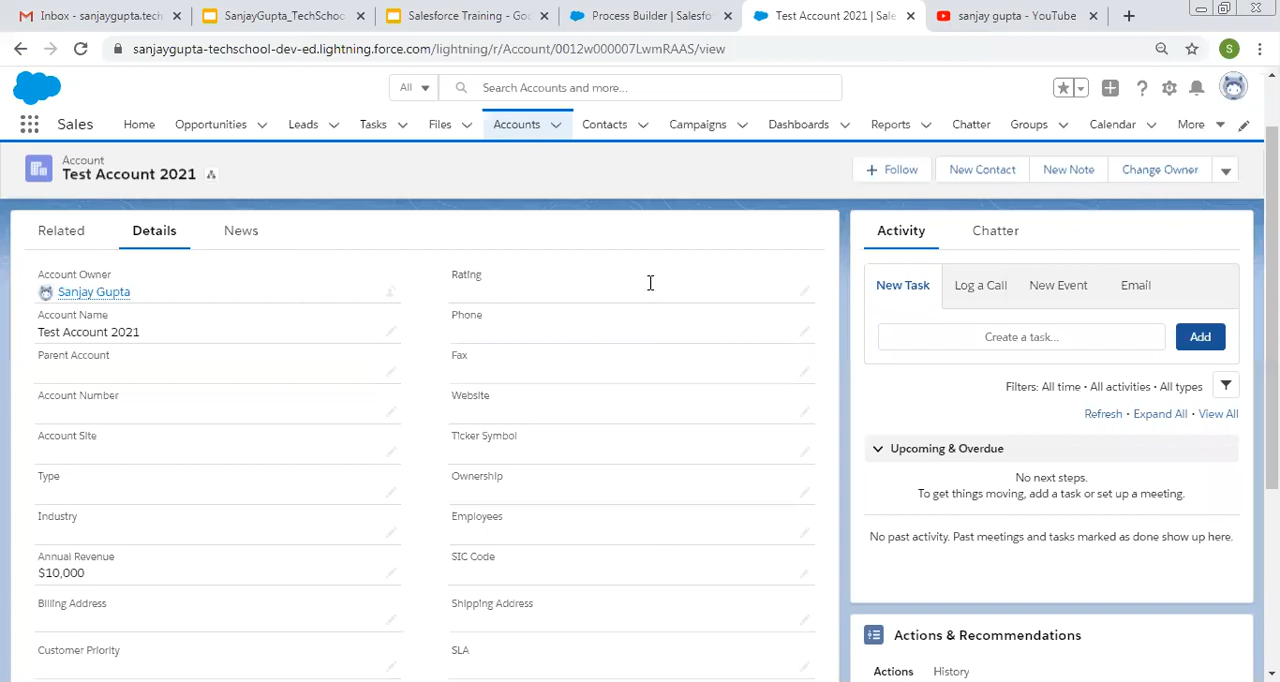 Inbox - sanjaygupta.tech
SanjayGupta_TechSchoo
Salesforce Training - Goo
Process Builder | Salesfo
Test Account 2021 | Sale
sanjay gupta - YouTube
sanjaygupta-techschool-dev-ed.lightning.force.com/lightning/r/Account/0012w000007LwmRAAS/view
S
All
Search Accounts and more...
Sales
Home
Opportunities
Leads
Tasks
Files
Accounts
Contacts
Campaigns
Dashboards
Reports
Chatter
Groups
Calendar
More
Account
Test Account 2021
Follow
New Contact
New Note
Change Owner
Related
Details
News
Account Owner
Sanjay Gupta
Rating
Account Name
Test Account 2021
Phone
Parent Account
Fax
Account Number
Website
Account Site
Ticker Symbol
Type
Ownership
Industry
Employees
Annual Revenue
$10,000
SIC Code
Billing Address
Shipping Address
Customer Priority
SLA
Activity
Chatter
New Task
Log a Call
New Event
Email
Create a task...
Add
Filters: All time • All activities • All types
Refresh • Expand All • View All
Upcoming & Overdue
No next steps.
To get things moving, add a task or set up a meeting.
No past activity. Past meetings and tasks marked as done show up here.
Actions & Recommendations
Actions
History